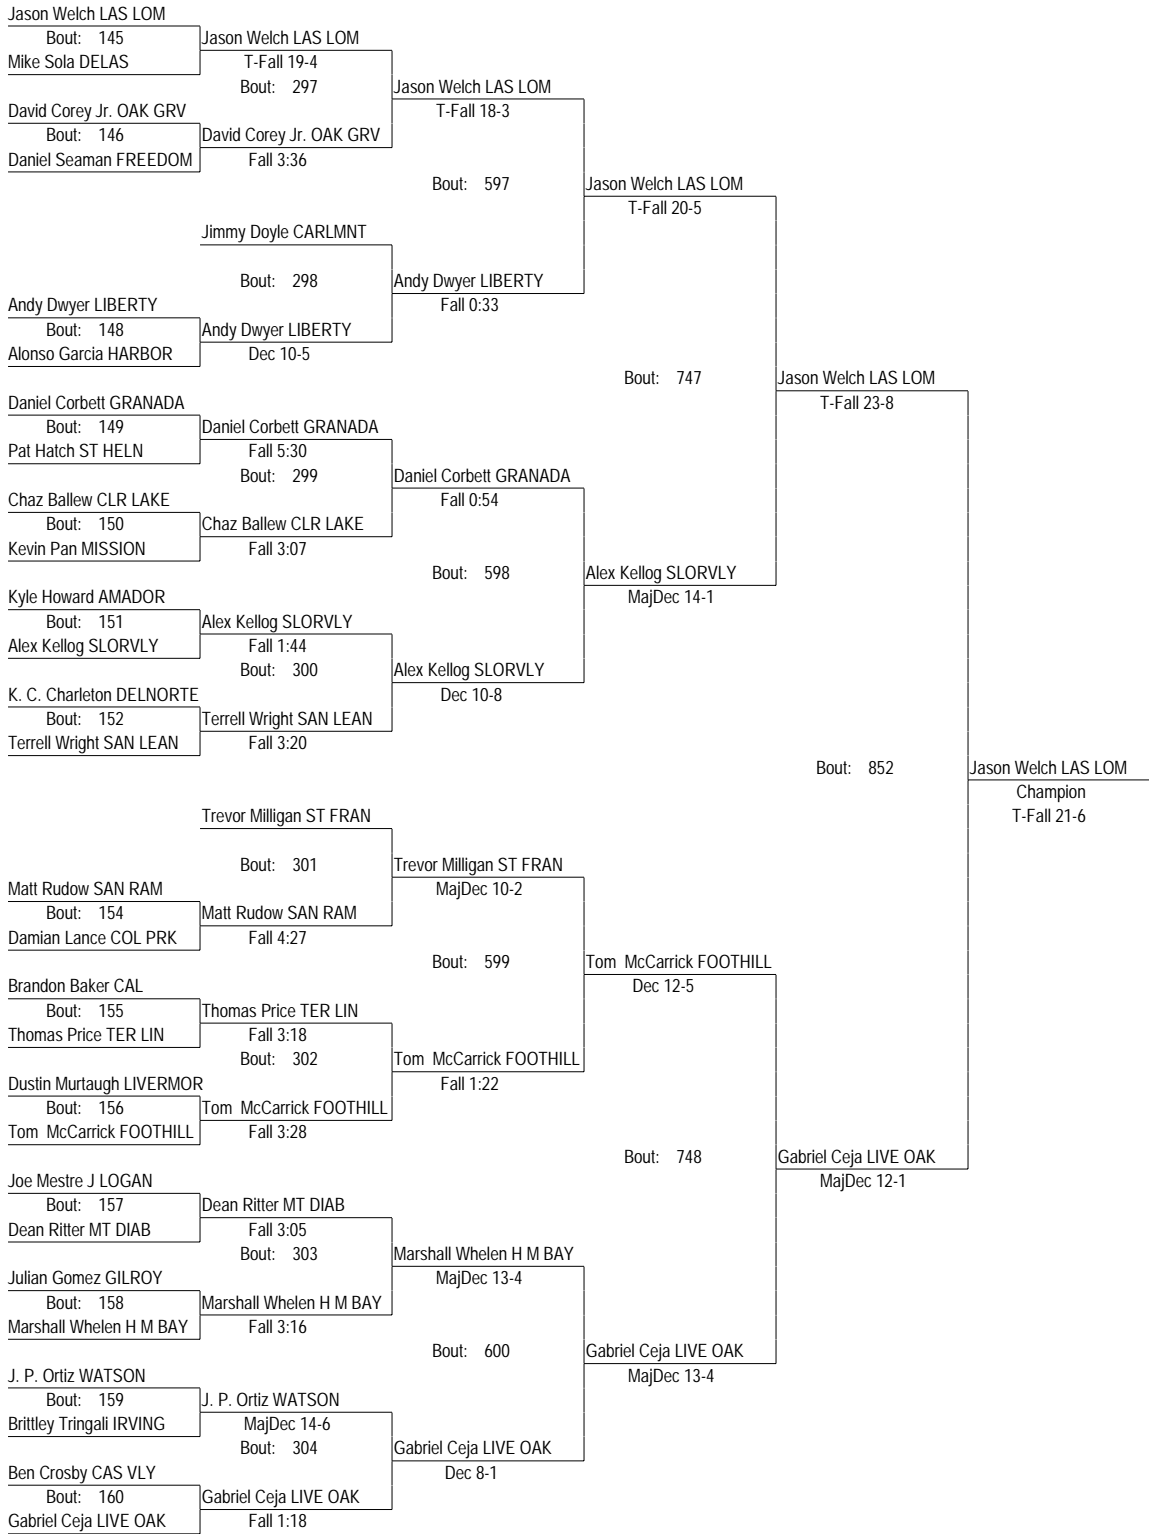 Jason Welch LAS LOM
Bout: 145
Jason Welch LAS LOM
Mike Sola DELAS
T-Fall 19-4
Bout: 297
Jason Welch LAS LOM
David Corey Jr. OAK GRV
T-Fall 18-3
Bout: 146
David Corey Jr. OAK GRV
Daniel Seaman FREEDOM
Fall 3:36
Bout: 597
Jason Welch LAS LOM
T-Fall 20-5
Jimmy Doyle CARLMNT
Bout: 298
Andy Dwyer LIBERTY
Andy Dwyer LIBERTY
Fall 0:33
Bout: 148
Andy Dwyer LIBERTY
Alonso Garcia HARBOR
Dec 10-5
Bout: 747
Jason Welch LAS LOM
Daniel Corbett GRANADA
T-Fall 23-8
Bout: 149
Daniel Corbett GRANADA
Pat Hatch ST HELN
Fall 5:30
Bout: 299
Daniel Corbett GRANADA
Chaz Ballew CLR LAKE
Fall 0:54
Bout: 150
Chaz Ballew CLR LAKE
Kevin Pan MISSION
Fall 3:07
Bout: 598
Alex Kellog SLORVLY
Kyle Howard AMADOR
MajDec 14-1
Bout: 151
Alex Kellog SLORVLY
Alex Kellog SLORVLY
Fall 1:44
Bout: 300
Alex Kellog SLORVLY
K. C. Charleton DELNORTE
Dec 10-8
Bout: 152
Terrell Wright SAN LEAN
Terrell Wright SAN LEAN
Fall 3:20
Bout: 852
Jason Welch LAS LOM
Champion
T-Fall 21-6
Trevor Milligan ST FRAN
Bout: 301
Trevor Milligan ST FRAN
Matt Rudow SAN RAM
MajDec 10-2
Bout: 154
Matt Rudow SAN RAM
Damian Lance COL PRK
Fall 4:27
Bout: 599
Tom McCarrick FOOTHILL
Brandon Baker CAL
Dec 12-5
Bout: 155
Thomas Price TER LIN
Thomas Price TER LIN
Fall 3:18
Bout: 302
Tom McCarrick FOOTHILL
Dustin Murtaugh LIVERMOR
Fall 1:22
Bout: 156
Tom McCarrick FOOTHILL
Tom McCarrick FOOTHILL
Fall 3:28
Bout: 748
Gabriel Ceja LIVE OAK
Joe Mestre J LOGAN
MajDec 12-1
Bout: 157
Dean Ritter MT DIAB
Dean Ritter MT DIAB
Fall 3:05
Bout: 303
Marshall Whelen H M BAY
Julian Gomez GILROY
MajDec 13-4
Bout: 158
Marshall Whelen H M BAY
Marshall Whelen H M BAY
Fall 3:16
Bout: 600
Gabriel Ceja LIVE OAK
J. P. Ortiz WATSON
MajDec 13-4
Bout: 159
J. P. Ortiz WATSON
Brittley Tringali IRVING
MajDec 14-6
Bout: 304
Gabriel Ceja LIVE OAK
Ben Crosby CAS VLY
Dec 8-1
Bout: 160
Gabriel Ceja LIVE OAK
Gabriel Ceja LIVE OAK
Fall 1:18